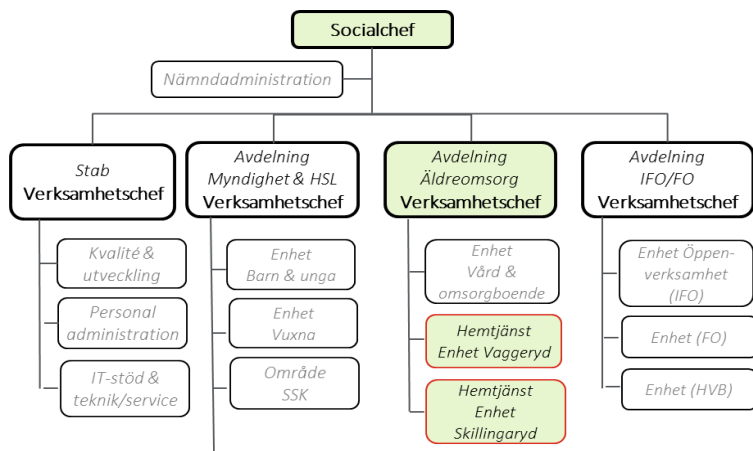 Socialchef
Nämndadministration
Stab
Verksamhetschef
Avdelning
Myndighet & HSL
Verksamhetschef
Avdelning
Äldreomsorg
Verksamhetschef
Avdelning
IFO/FO
Verksamhetschef
Kvalité &
utveckling
Personal
administration
IT-stöd &
teknik/service
Enhet
Barn & unga
Enhet
Vuxna
Område
SSK
Enhet
Vård &
omsorgboende
Hemtjänst
Enhet Vaggeryd
Hemtjänst
Enhet
Skillingaryd
Enhet Öppen-
verksamhet
(IFO)
Enhet (FO)
Enhet (HVB)